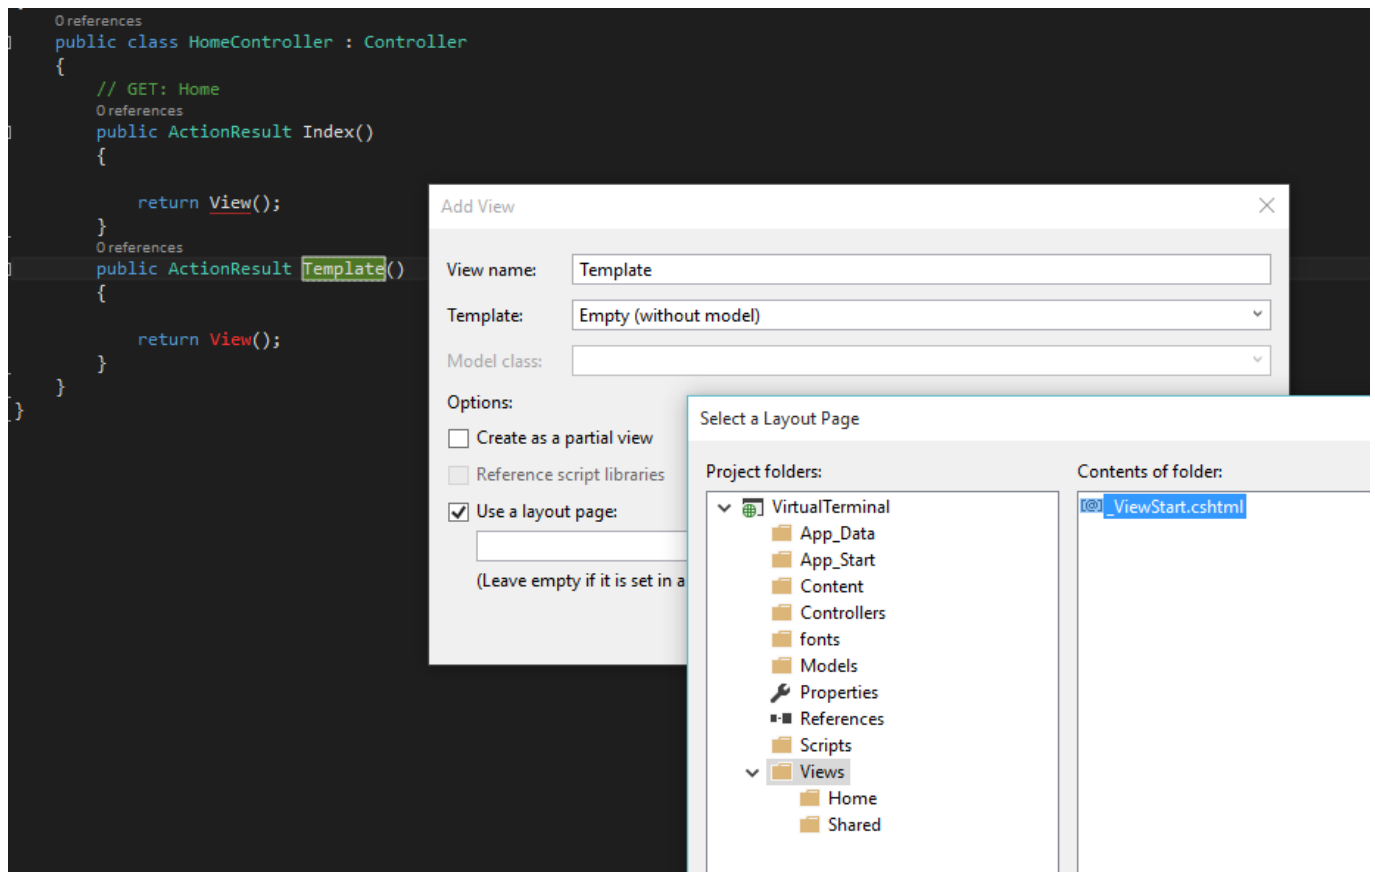 0 references
public class HomeController : Controller
{
// GET: Home
0 references
public ActionResult Index()
{
return View();
}
0 references
public ActionResult Template()
{
return View();
}
}
}
Add View
View name: Template
Template: Empty (without model)
Model class:
Options:
Create as a partial view
Reference script libraries
Use a layout page:
(Leave empty if it is set in a
Select a Layout Page
Project folders:
VirtualTerminal
App_Data
App_Start
Content
Controllers
fonts
Models
Properties
References
Scripts
Views
Home
Shared
Contents of folder:
_ViewStart.cshtml